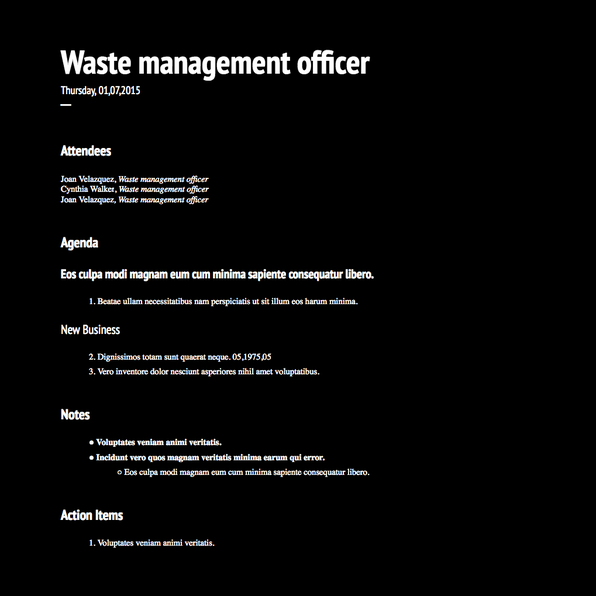 Waste management officer
Thursday, 01,07,2015
Attendees
Joan Velazquez, Waste management officer
Cynthia Walker, Waste management officer
Joan Velazquez, Waste management officer
Agenda
Eos culpa modi magnam eum cum minima sapiente consequatur libero.
1. Beatae ullam necessitatibus nam perspiciatis ut sit illum eos harum minima.
New Business
2. Dignissimos totam sunt quaerat neque. 05,1975,05
3. Vero inventore dolor nesciunt asperiores nihil amet voluptatibus.
Notes
● Voluptates veniam animi veritatis.
● Incidunt vero quos magnam veritatis minima earum qui error.
○ Eos culpa modi magnam eum cum minima sapiente consequatur libero.
Action Items
1. Voluptates veniam animi veritatis.